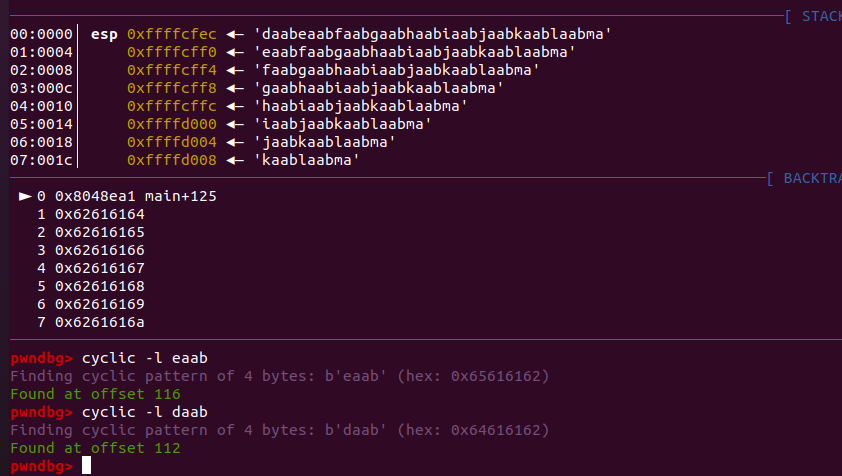 [ STACK
00:0000│ esp 0xffffcfec ◂— 'daabeaabfaabgaabhaabiaabjaabkaablaabma'
01:0004│     0xffffcff0 ◂— 'eaabfaabgaabhaabiaabjaabkaablaabma'
02:0008│     0xffffcff4 ◂— 'faabgaabhaabiaabjaabkaablaabma'
03:000c│     0xffffcff8 ◂— 'gaabhaabiaabjaabkaablaabma'
04:0010│     0xffffcffc ◂— 'haabiaabjaabkaablaabma'
05:0014│     0xffffd000 ◂— 'iaabjaabkaablaabma'
06:0018│     0xffffd004 ◂— 'jaabkaablaabma'
07:001c│     0xffffd008 ◂— 'kaablaabma'
[ BACKTRA
► 0 0x8048ea1 main+125
1 0x62616164
2 0x62616165
3 0x62616166
4 0x62616167
5 0x62616168
6 0x62616169
7 0x6261616a
pwndbg> cyclic -l eaab
Finding cyclic pattern of 4 bytes: b'eaab' (hex: 0x65616162)
Found at offset 116
pwndbg> cyclic -l daab
Finding cyclic pattern of 4 bytes: b'daab' (hex: 0x64616162)
Found at offset 112
pwndbg>